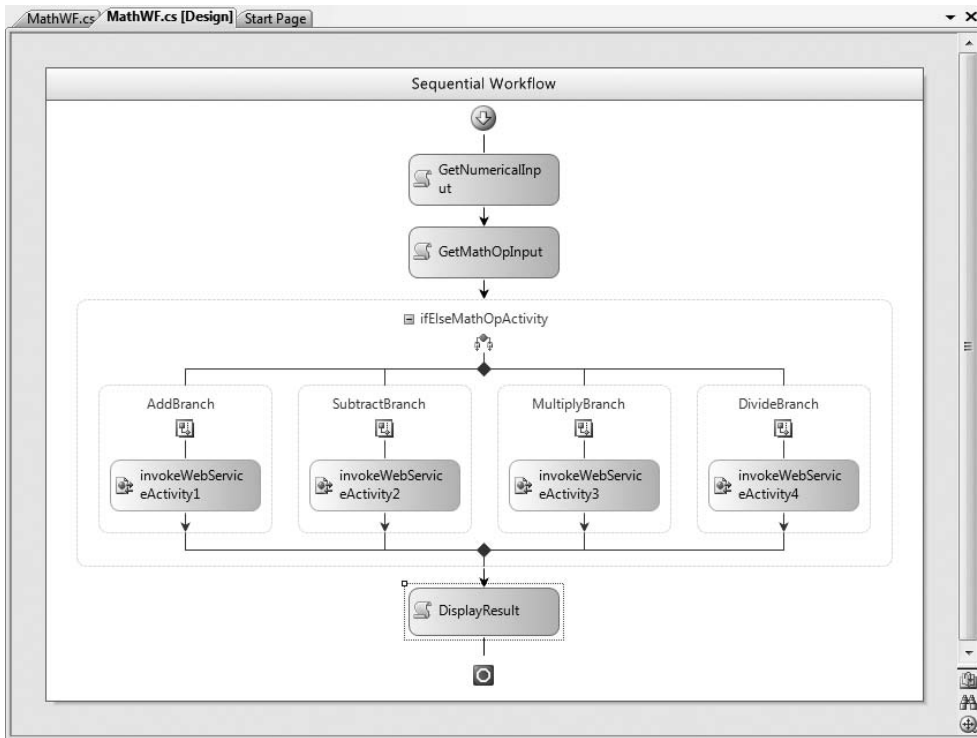 MathWF.cs MathWF.cs [Design] Start Page
Sequential Workflow
GetNumericalInp
ut
GetMathOpInput
ifElseMathOpActivity
AddBranch SubtractBranch MultiplyBranch DivideBranch
invokeWebServic invokeWebServic invokeWebServic invokeWebServic
eActivity1 eActivity2 eActivity3 eActivity4
DisplayResult